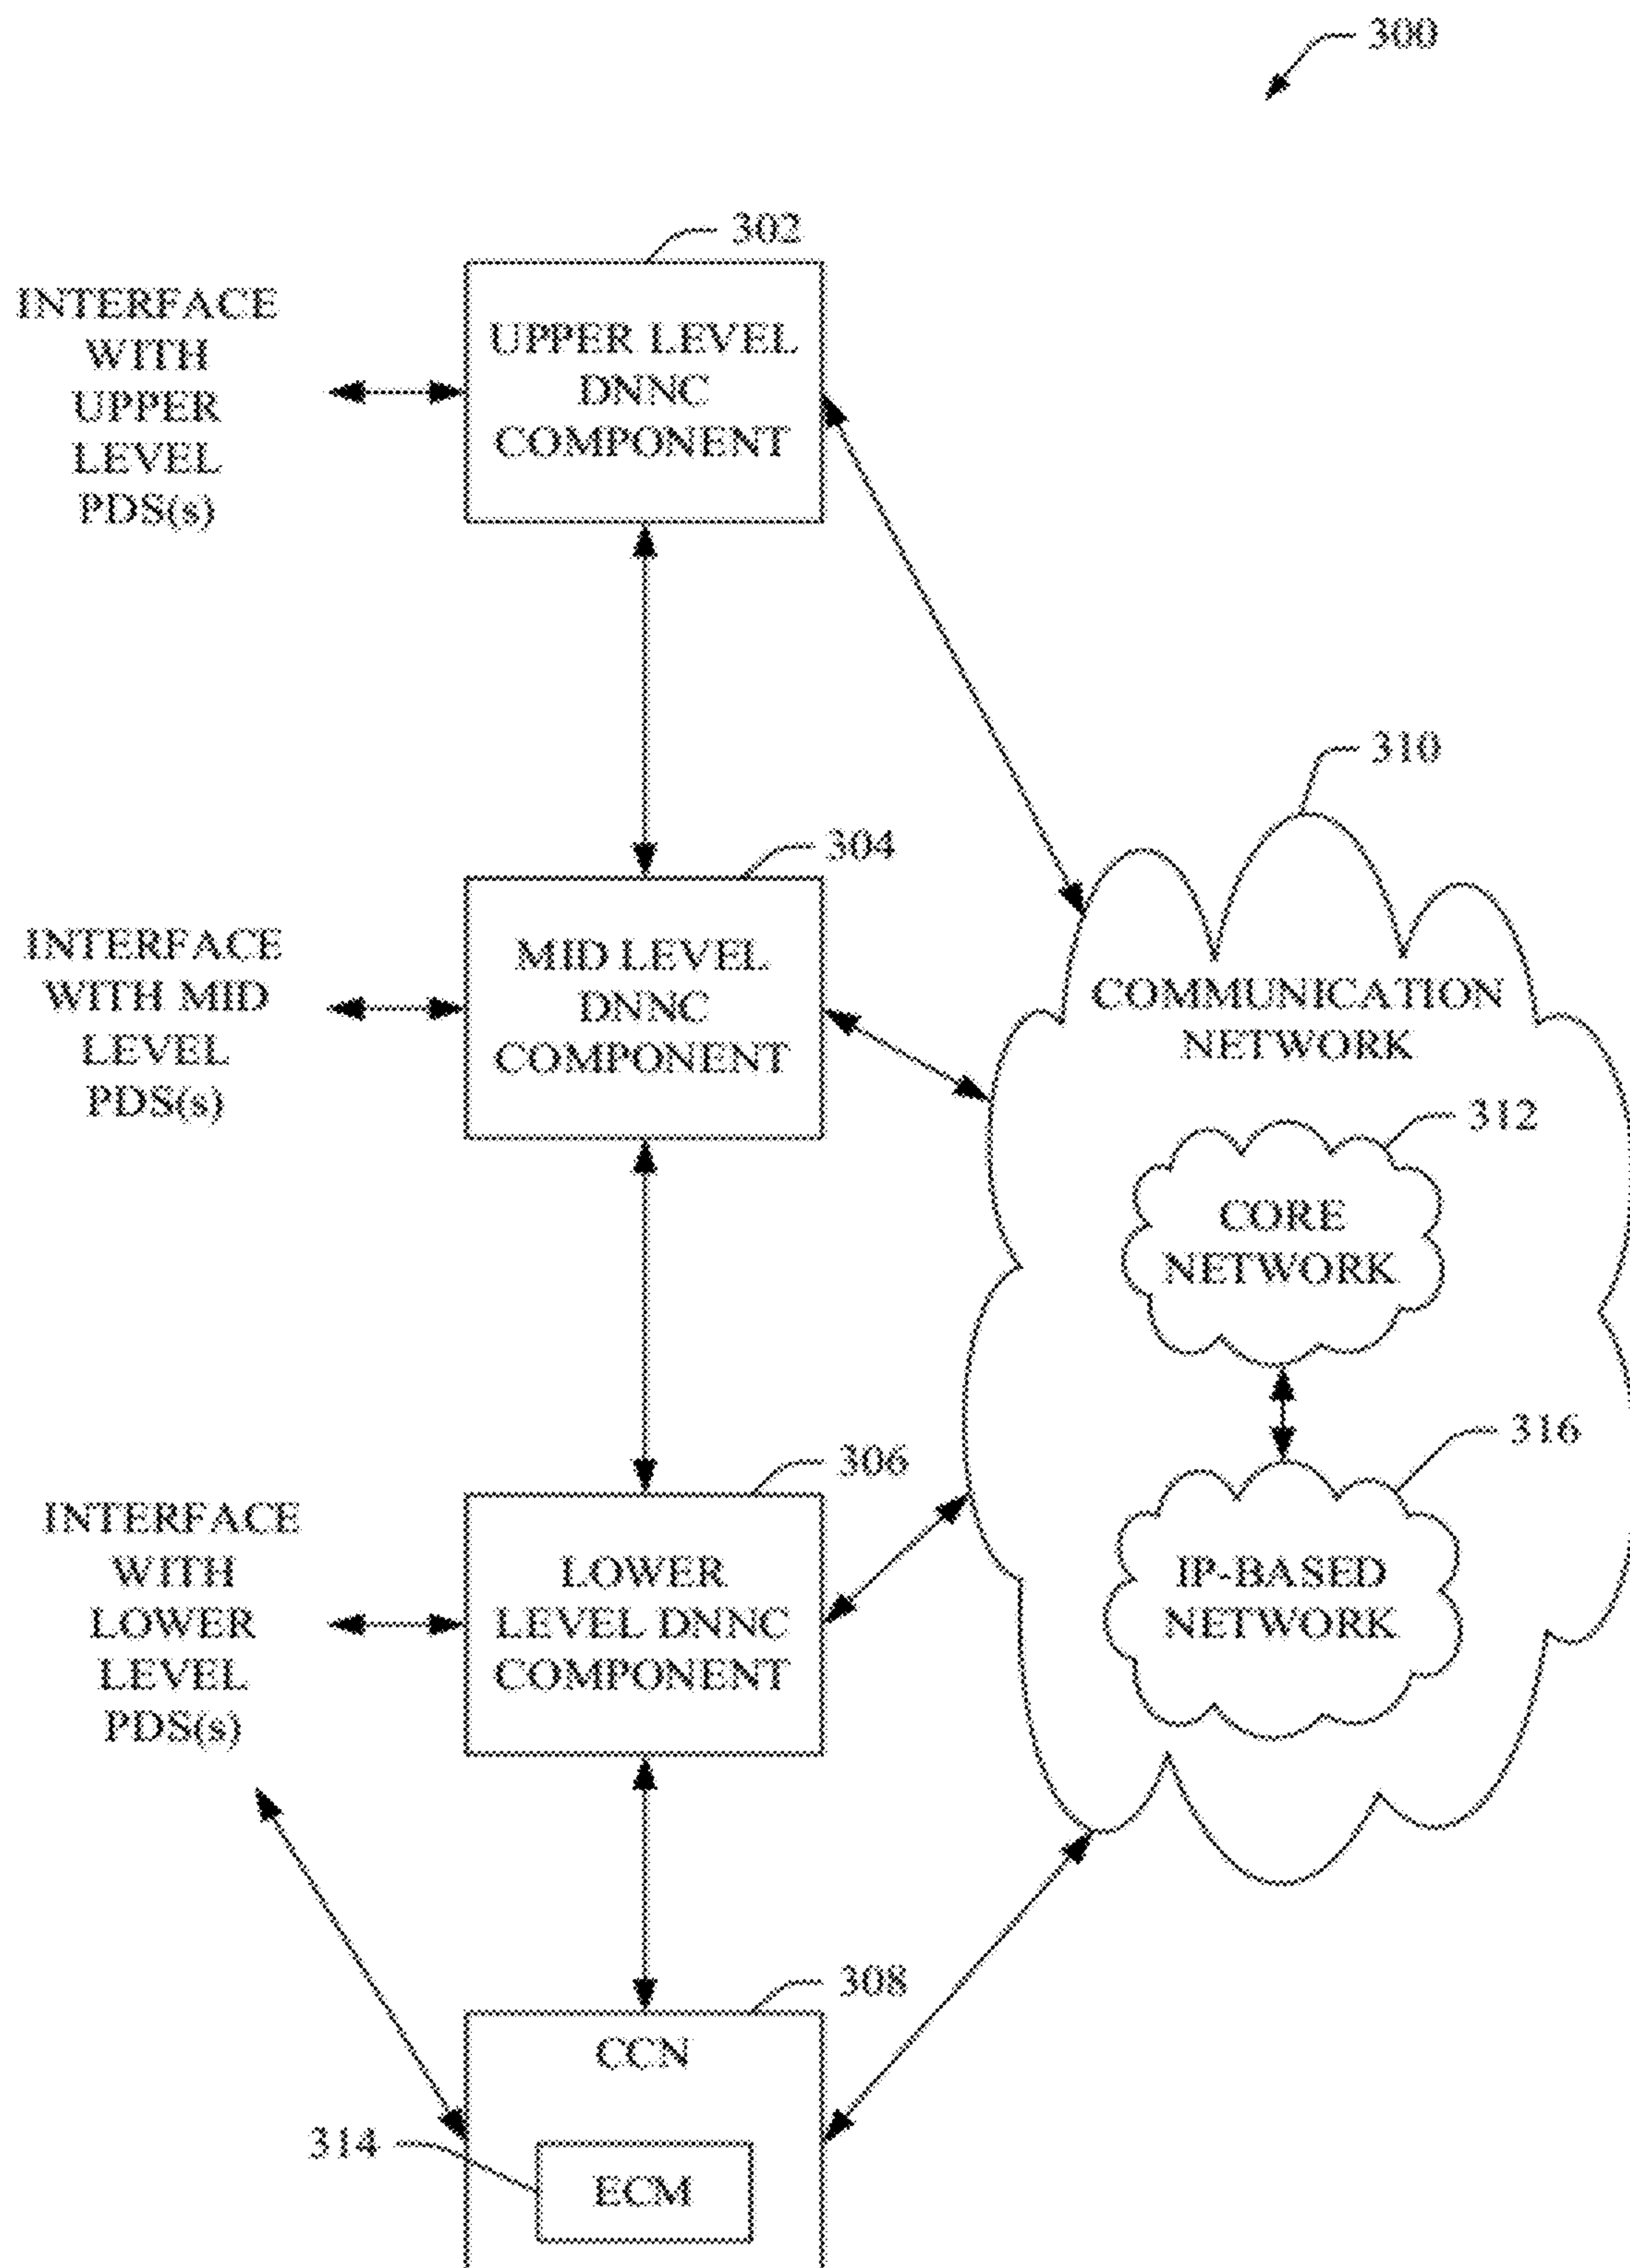 300
302
INTERFACE
WITH
UPPER
LEVEL
PDS(s)
UPPER LEVEL
DNNC
COMPONENT
310
304
INTERFACE
WITH MID
LEVEL
PDS(s)
MID LEVEL
DNNC
COMPONENT
COMMUNICATION
NETWORK
312
CORE
NETWORK
316
IP-BASED
NETWORK
306
INTERFACE
WITH
LOWER
LEVEL
PDS(s)
LOWER
LEVEL DNNC
COMPONENT
308
CCN
314
ECM